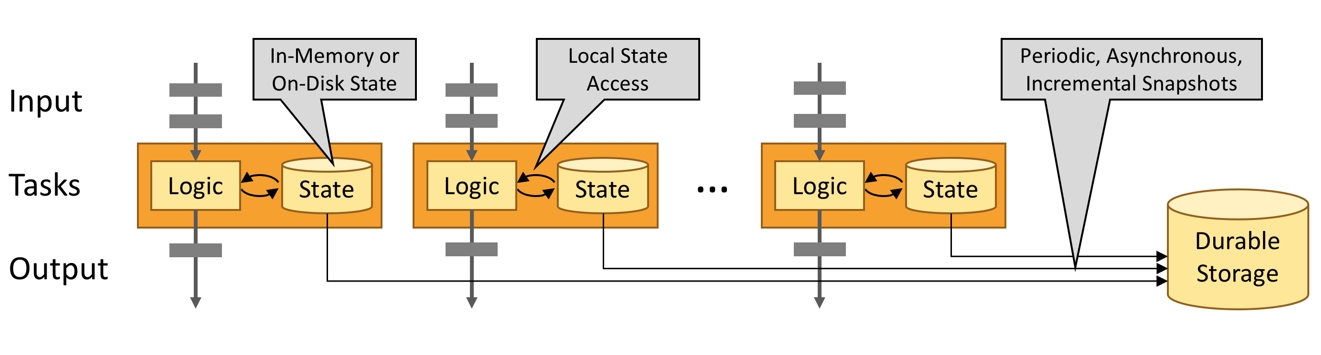 In-Memory or
On-Disk State
Local State
Access
Periodic, Asynchronous,
Incremental Snapshots
Input
Tasks
Logic
State
Logic
State
...
Logic
State
Output
Durable
Storage